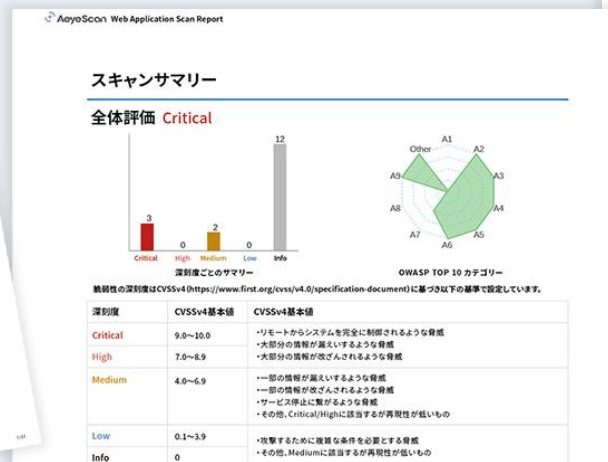 AeyeScan Web Application Scan Report
スキャンサマリー
全体評価 Critical
12
3
0
2
0
Critical High Medium Low Info
深刻度ごとのサマリー
A1
A2
A3
A4
A5
A6
A7
A8
A9
Other
OWASP TOP 10 カテゴリー
脆弱性の深刻度はCVSSv4(https://www.first.org/cvss/v4.0/specification-document)に基づき以下の基準で設定しています。
深刻度 CVSSv4基本値 CVSSv4基本値
Critical 9.0~10.0 ・リモートからシステムを完全に制御されるような脅威
・大部分の情報が漏えいするような脅威
High 7.0~8.9 ・大部分の情報が改ざんされるような脅威
Medium 4.0~6.9 ・一部の情報が漏えいするような脅威
・一部の情報が改ざんされるような脅威
・サービス停止に繋がるような脅威
・その他、Critical/Highに該当するが再現性が低いもの
Low 0.1~3.9 ・攻撃するために複雑な条件を必要とする脅威
Info 0 ・その他、Mediumに該当するが再現性が低いもの